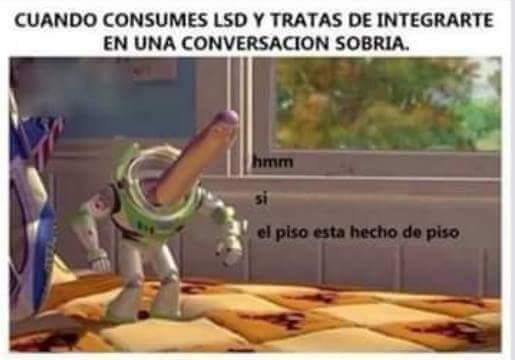 CUANDO CONSUMES LSD Y TRATAS DE INTEGRARTE
EN UNA CONVERSACION SOBRIA.
hmm
si
el piso esta hecho de piso